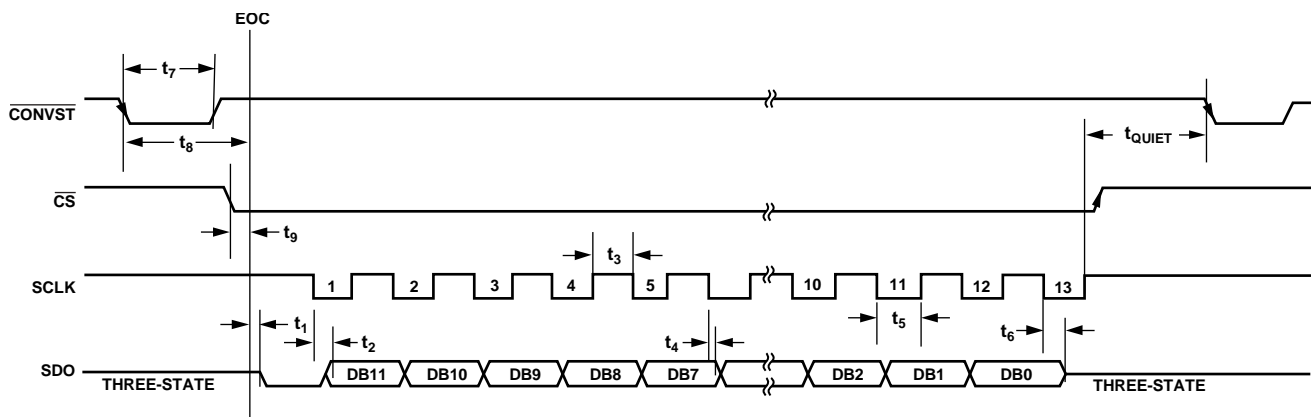 EOC
t7
CONVST
t8
tQUIET
CS
t9
t3
SCLK
1 2 3 4 5 10 11 12 13
t1
t2
t4
t5
t6
SDO
THREE-STATE
DB11 DB10 DB9 DB8 DB7 DB2 DB1 DB0
THREE-STATE